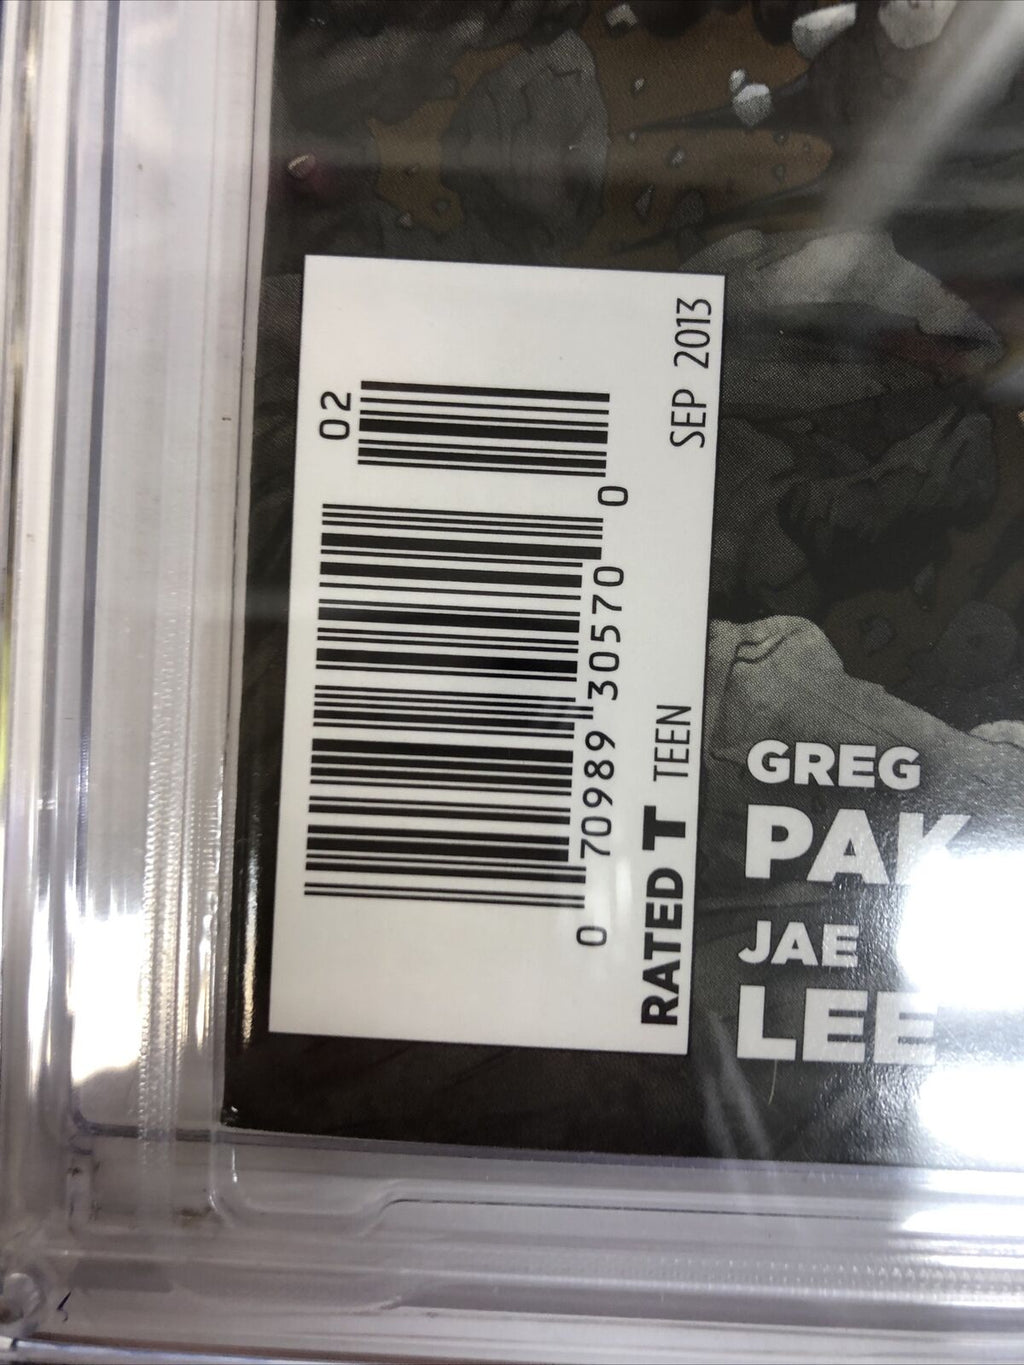 02
0 70989 30570 0
RATED T TEEN SEP 2013
GREG
PAK
JAE
LEE